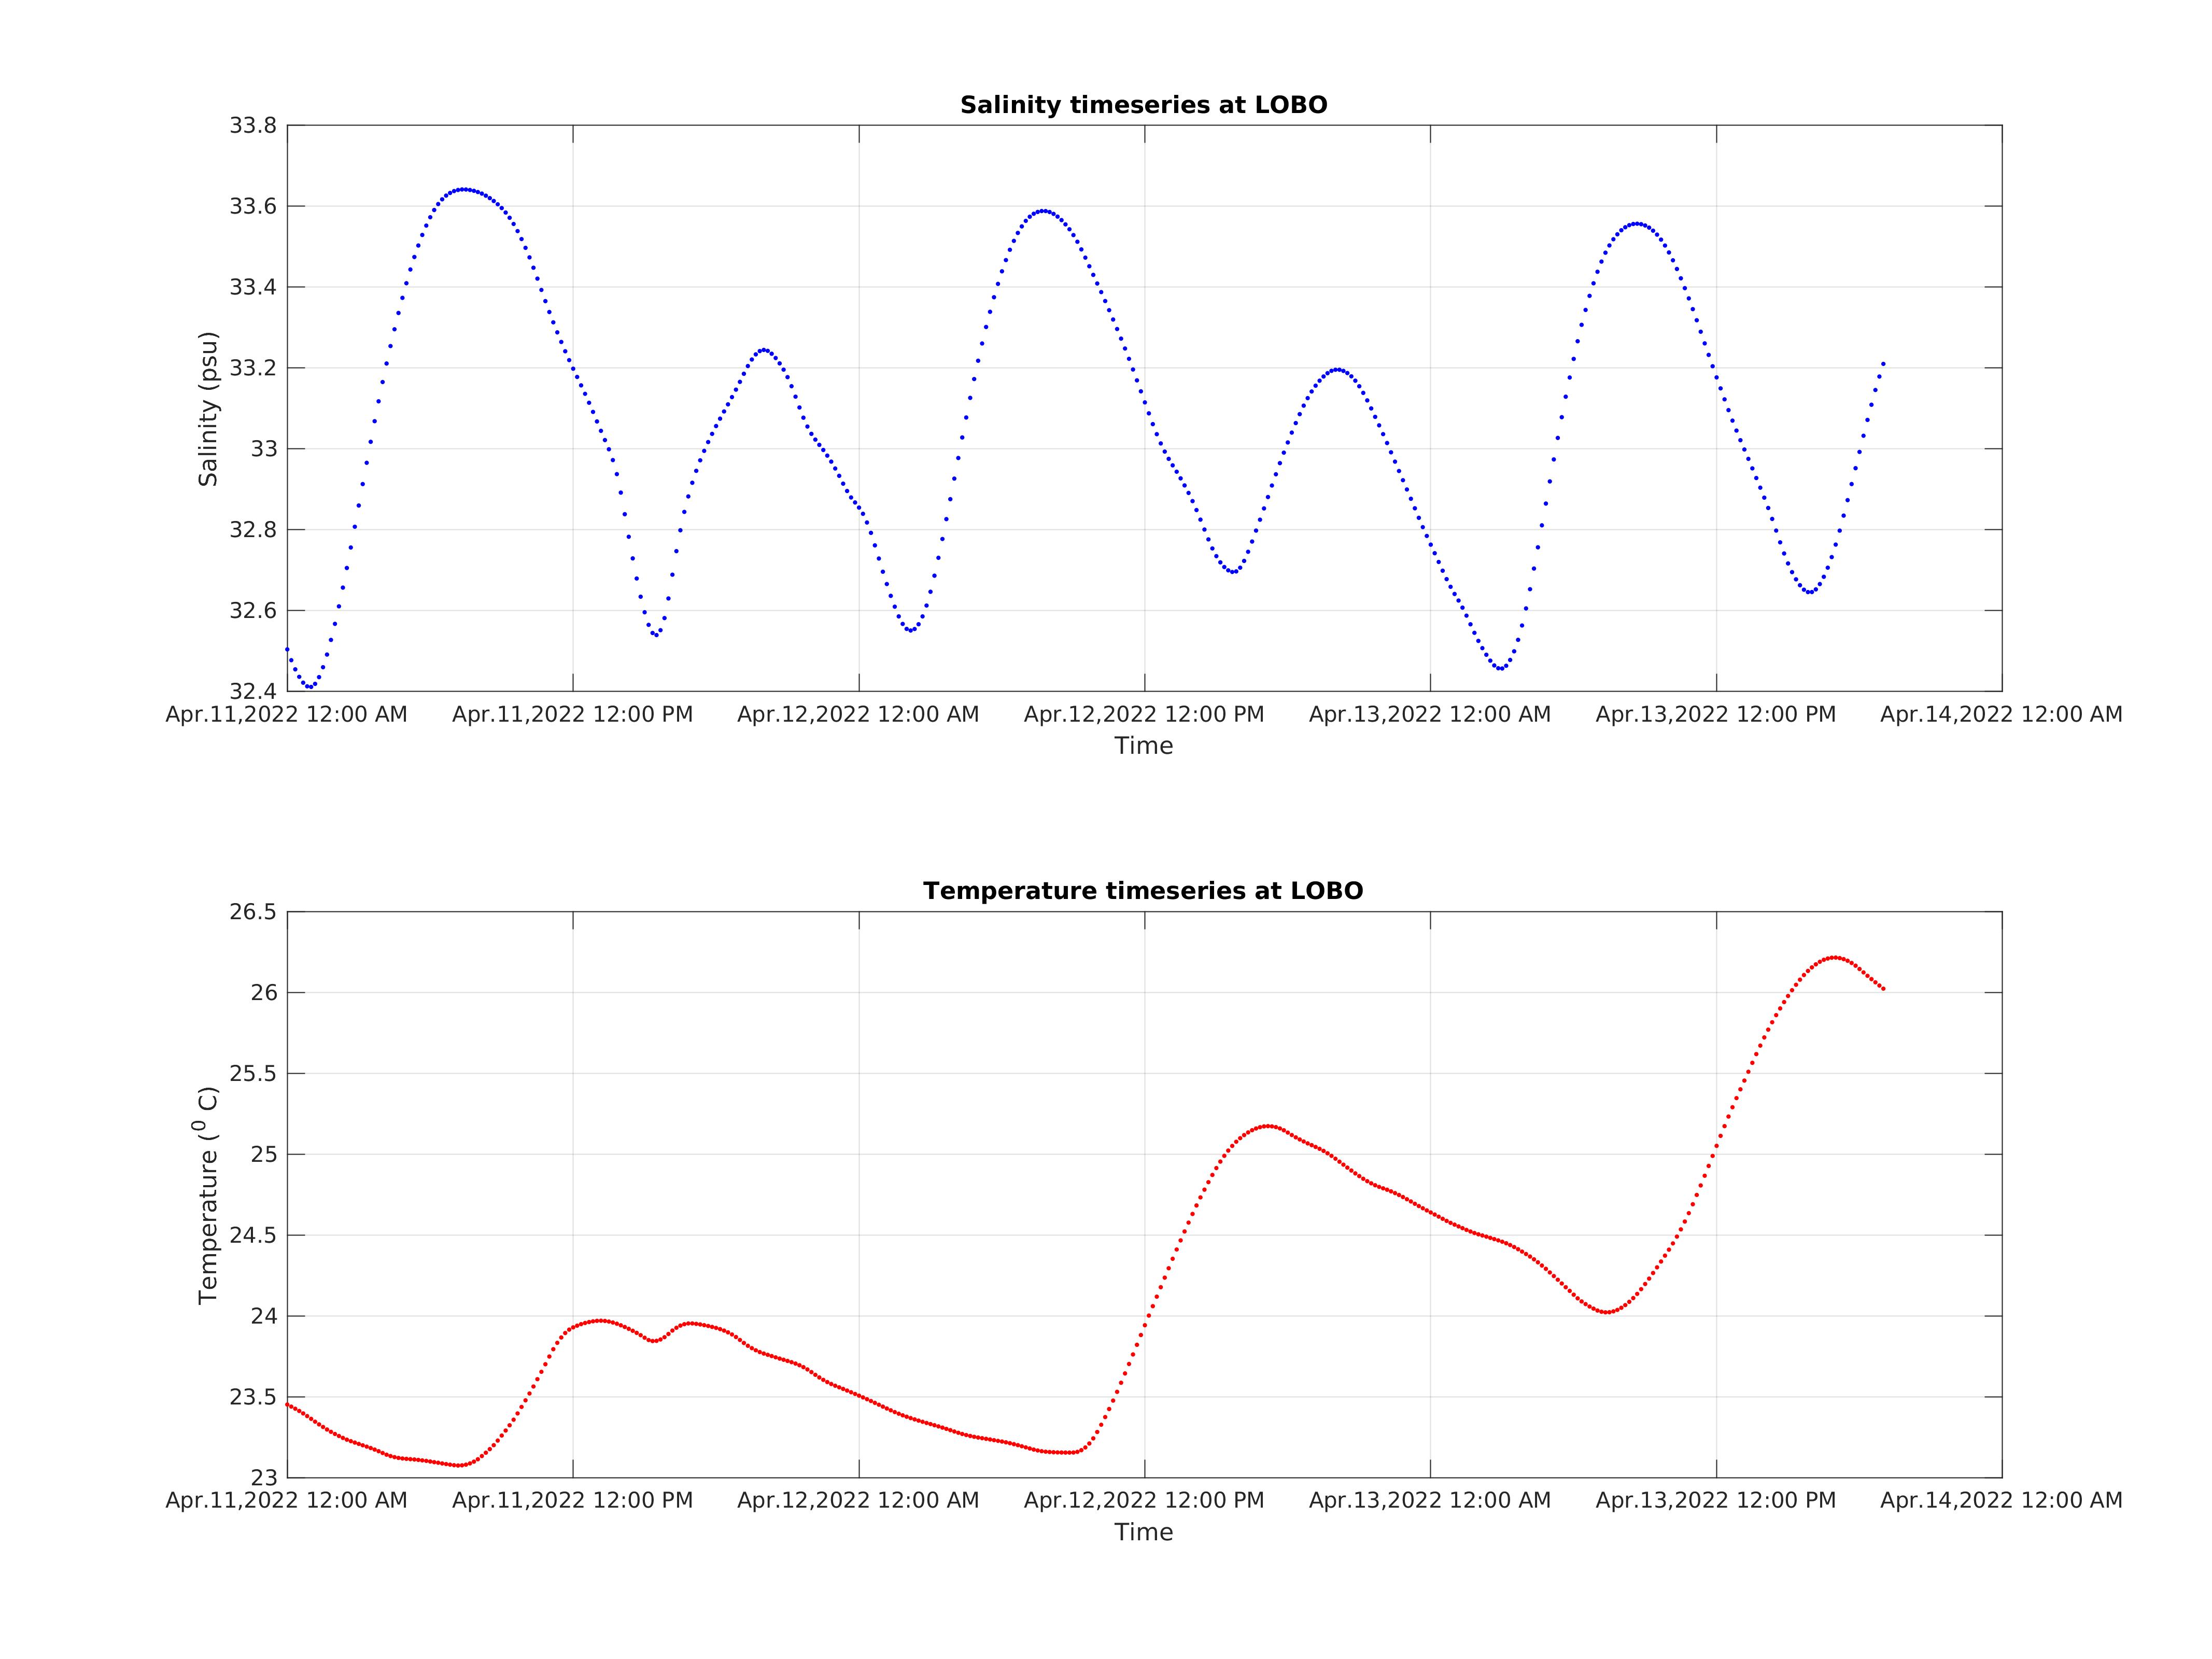 Salinity timeseries at LOBO
33.8
33.6
33.4
33.2
33
32.8
32.6
32.4
Salinity (psu)
Apr.11,2022 12:00 AM Apr.11,2022 12:00 PM Apr.12,2022 12:00 AM Apr.12,2022 12:00 PM Apr.13,2022 12:00 AM Apr.13,2022 12:00 PM Apr.14,2022 12:00 AM
Time
Temperature timeseries at LOBO
26.5
26
25.5
25
24.5
24
23.5
23
Temperature (⁰ C)
Apr.11,2022 12:00 AM Apr.11,2022 12:00 PM Apr.12,2022 12:00 AM Apr.12,2022 12:00 PM Apr.13,2022 12:00 AM Apr.13,2022 12:00 PM Apr.14,2022 12:00 AM
Time